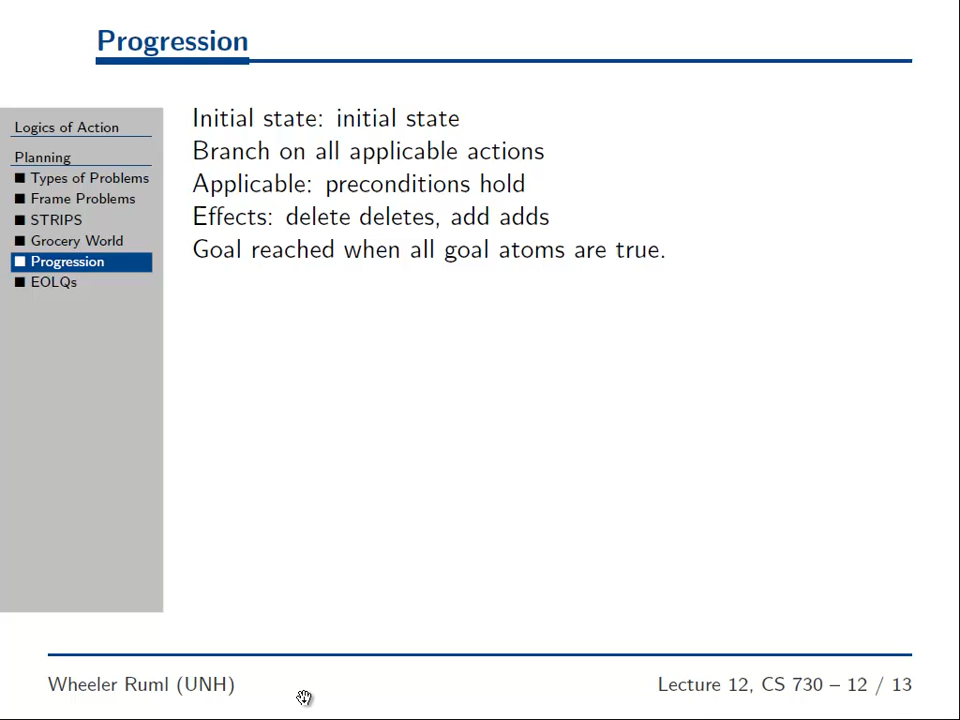 Progression
Logics of Action
Planning
■ Types of Problems
■ Frame Problems
■ STRIPS
■ Grocery World
■ Progression
■ EOLQs
Initial state: initial state
Branch on all applicable actions
Applicable: preconditions hold
Effects: delete deletes, add adds
Goal reached when all goal atoms are true.
Wheeler Ruml (UNH)
Lecture 12, CS 730 – 12 / 13